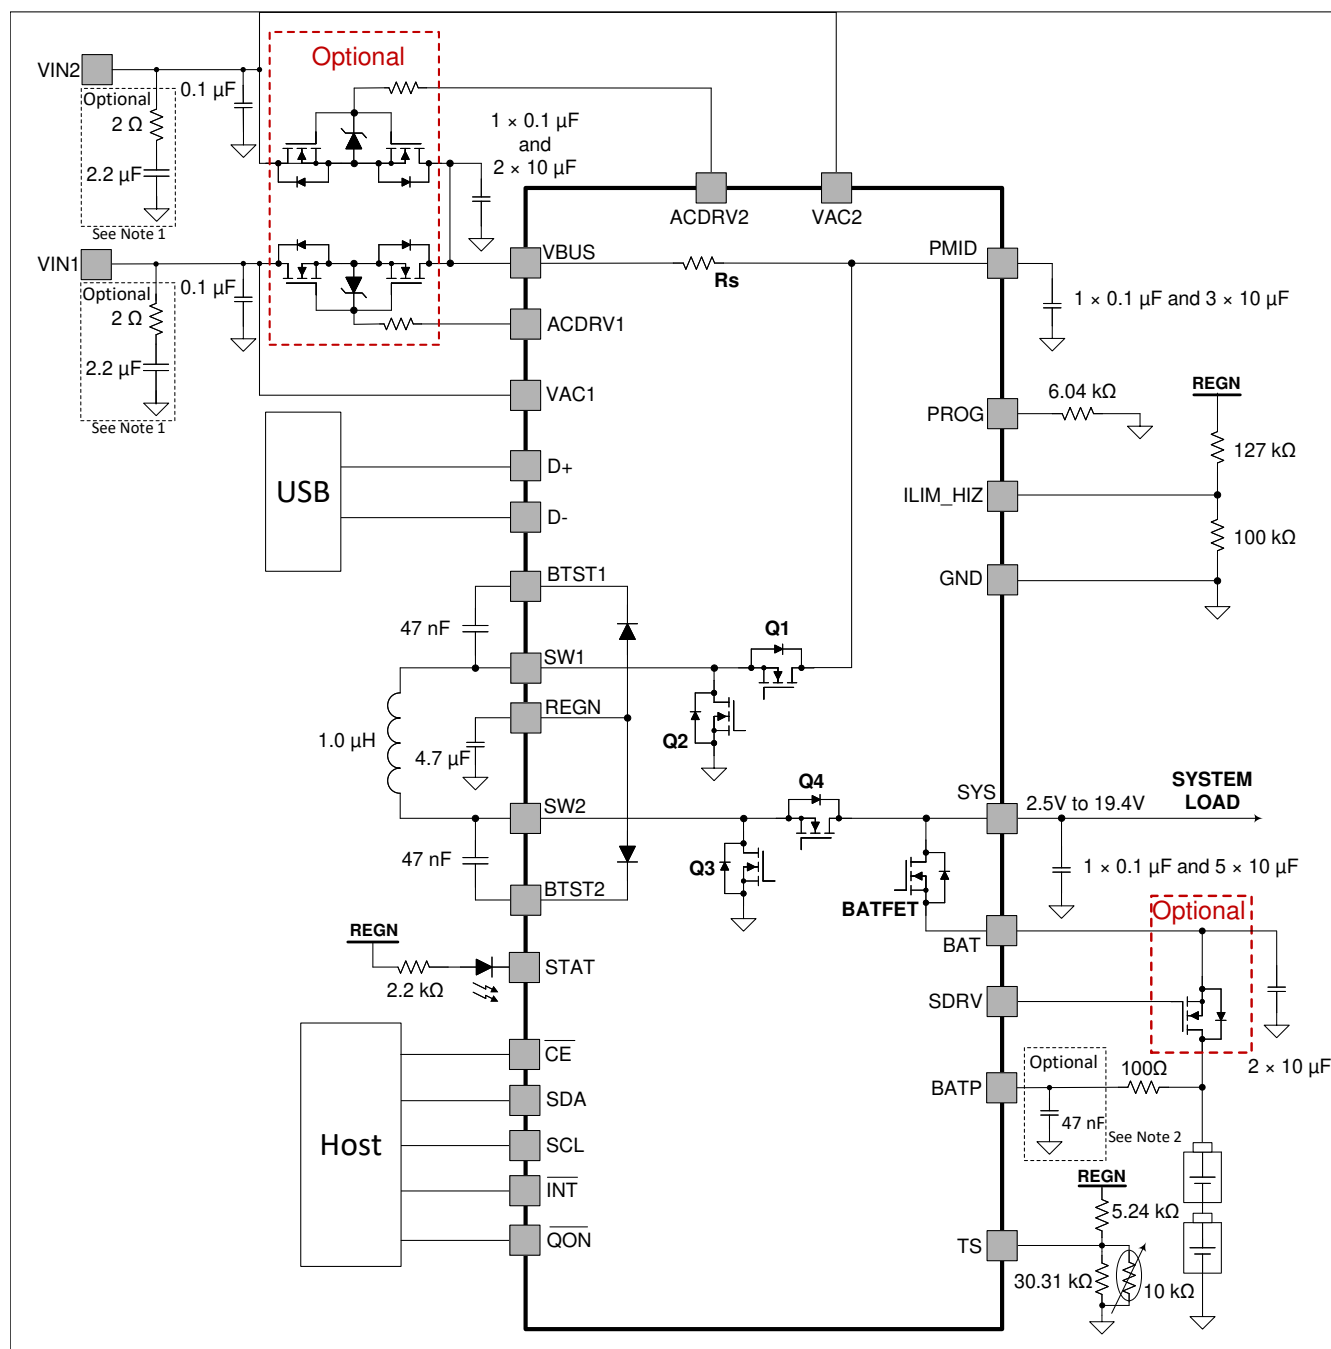 Optional
VIN2
0.1 µF
Optional
2 Ω
2.2 µF
See Note 1
1 × 0.1 µF
and
2 × 10 µF
ACDRV2
VAC2
VIN1
0.1 µF
Optional
2 Ω
2.2 µF
See Note 1
VBUS
Rs
PMID
1 × 0.1 µF and 3 × 10 µF
ACDRV1
VAC1
6.04 kΩ
REGN
PROG
127 kΩ
USB
D+
D-
ILIM_HIZ
100 kΩ
GND
BTST1
47 nF
SW1
Q1
REGN
1.0 µH
4.7 µF
Q2
SW2
Q4
SYS
2.5V to 19.4V
SYSTEM
LOAD
47 nF
Q3
1 × 0.1 µF and 5 × 10 µF
BTST2
BATFET
Optional
REGN
BAT
STAT
2.2 kΩ
SDRV
Host
CE
SDA
SCL
INT
QON
2 × 10 µF
Optional
100Ω
BATP
47 nF
See Note 2
REGN
5.24 kΩ
TS
30.31 kΩ
10 kΩ